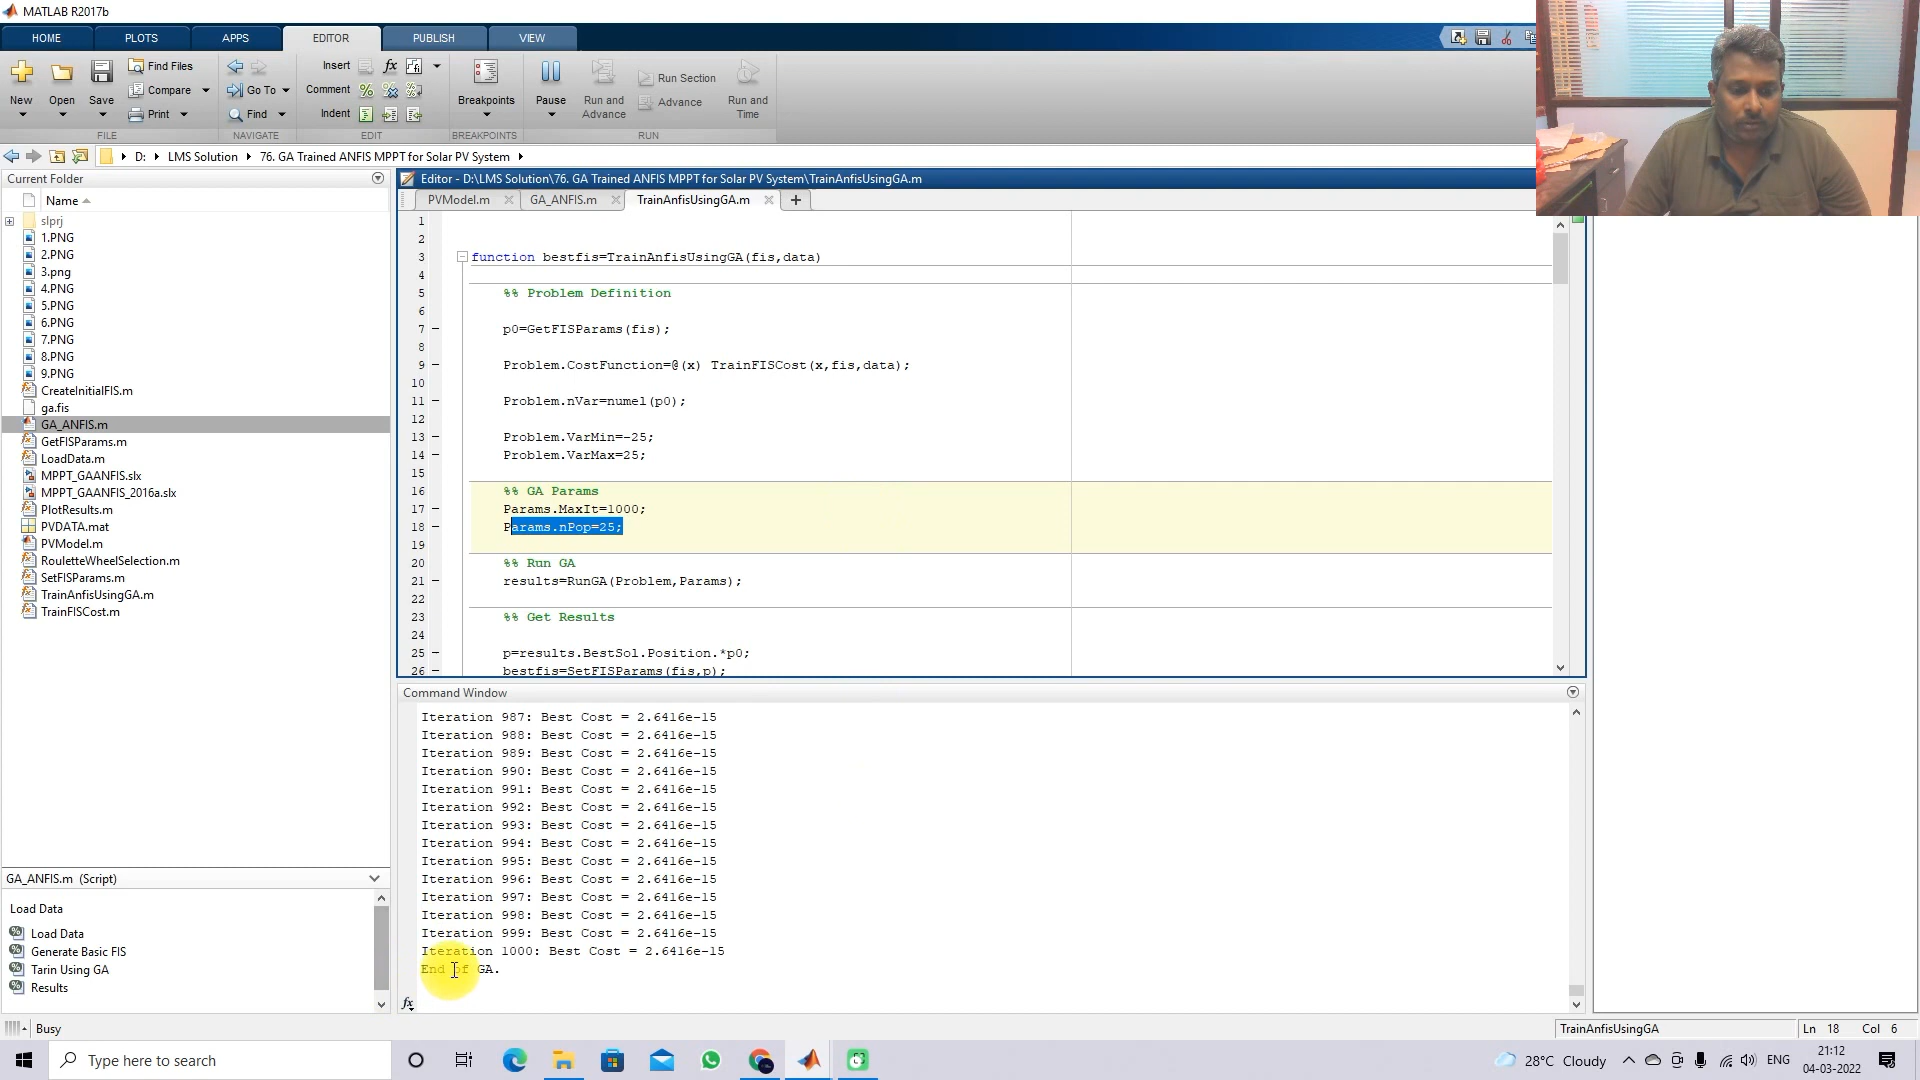 MATLAB R2017b
HOME
PLOTS
APPS
EDITOR
PUBLISH
VIEW
New
Open
Save
Find Files
Compare
Print
FILE
Go To
Find
NAVIGATE
Insert
Comment
Indent
EDIT
Breakpoints
BREAKPOINTS
Pause
Run and Advance
Run Section
Advance
Run and Time
RUN
D: LMS Solution 76. GA Trained ANFIS MPPT for Solar PV System
Current Folder
Name
slprj
1.PNG
2.PNG
3.png
4.PNG
5.PNG
6.PNG
7.PNG
8.PNG
9.PNG
CreateInitialFIS.m
ga.fis
GA_ANFIS.m
GetFISParams.m
LoadData.m
MPPT_GAANFIS.slx
MPPT_GAANFIS_2016a.slx
PlotResults.m
PVDATA.mat
PVModel.m
RouletteWheelSelection.m
SetFISParams.m
TrainAnfisUsingGA.m
TrainFISCost.m
GA_ANFIS.m (Script)
Load Data
Load Data
Generate Basic FIS
Tarin Using GA
Results
Editor - D:\LMS Solution\76. GA Trained ANFIS MPPT for Solar PV System\TrainAnfisUsingGA.m
PVModel.m
GA_ANFIS.m
TrainAnfisUsingGA.m
1
2
3 function bestfis=TrainAnfisUsingGA(fis,data)
4
5 %% Problem Definition
6
7 p0=GetFISParams(fis);
8
9 Problem.CostFunction=@(x) TrainFISCost(x,fis,data);
10
11 Problem.nVar=numel(p0);
12
13 Problem.VarMin=-25;
14 Problem.VarMax=25;
15
16 %% GA Params
17 Params.MaxIt=1000;
18 Params.nPop=25;
19
20 %% Run GA
21 results=RunGA(Problem,Params);
22
23 %% Get Results
24
25 p=results.BestSol.Position.*p0;
26 bestfis=SetFISParams(fis,p);
Command Window
Iteration 987: Best Cost = 2.6416e-15
Iteration 988: Best Cost = 2.6416e-15
Iteration 989: Best Cost = 2.6416e-15
Iteration 990: Best Cost = 2.6416e-15
Iteration 991: Best Cost = 2.6416e-15
Iteration 992: Best Cost = 2.6416e-15
Iteration 993: Best Cost = 2.6416e-15
Iteration 994: Best Cost = 2.6416e-15
Iteration 995: Best Cost = 2.6416e-15
Iteration 996: Best Cost = 2.6416e-15
Iteration 997: Best Cost = 2.6416e-15
Iteration 998: Best Cost = 2.6416e-15
Iteration 999: Best Cost = 2.6416e-15
Iteration 1000: Best Cost = 2.6416e-15
End of GA.
fx
Busy
TrainAnfisUsingGA
Ln 18 Col 6
Type here to search
28°C Cloudy
ENG
21:12
04-03-2022